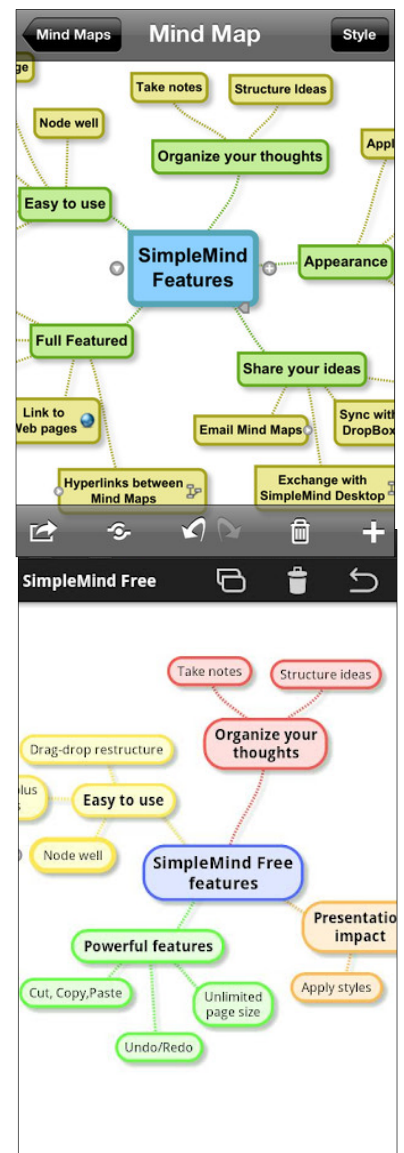 Mind Maps
Mind Map
Style
ge
Take notes
Structure Ideas
Node well
Appl
Organize your thoughts
Easy to use
SimpleMind
Features
Appearance
Full Featured
Share your ideas
Link to
Web pages
Email Mind Maps
Sync with
DropBox
Hyperlinks between
Mind Maps
Exchange with
SimpleMind Desktop
SimpleMind Free
Take notes
Structure ideas
Organize your
thoughts
Drag-drop restructure
plus
s
Easy to use
Node well
SimpleMind Free
features
Presentatio
impact
Powerful features
Cut, Copy,Paste
Unlimited
page size
Apply styles
Undo/Redo